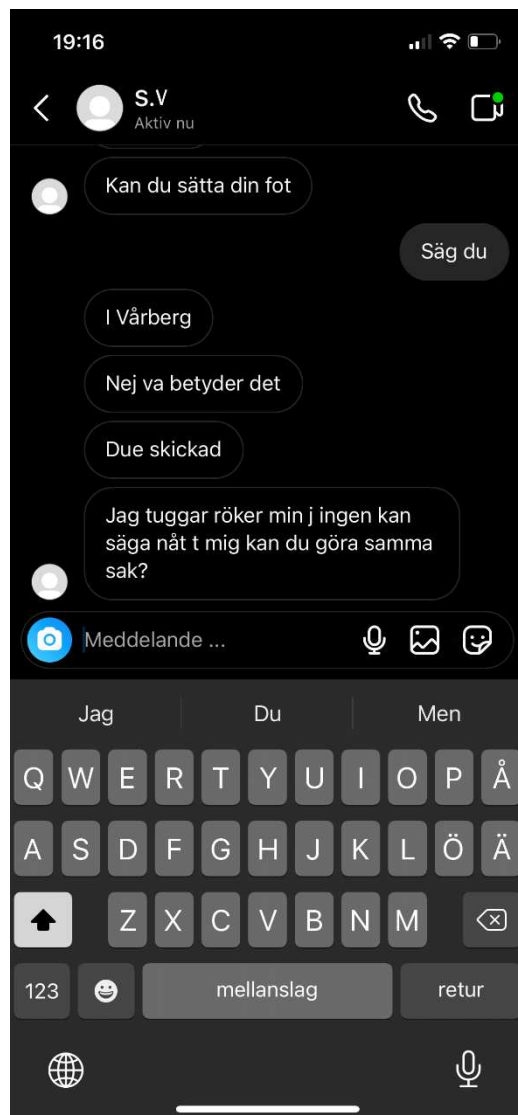 19:16
S.V
Aktiv nu
Kan du sätta din fot
Säg du
I Vårberg
Nej va betyder det
Due skickad
Jag tuggar röker min j ingen kan
säga nåt t mig kan du göra samma
sak?
Meddelande ...
Jag Du Men
Q W E R T Y U I O P Å
A S D F G H J K L Ö Ä
Z X C V B N M
123 mellanslag retur